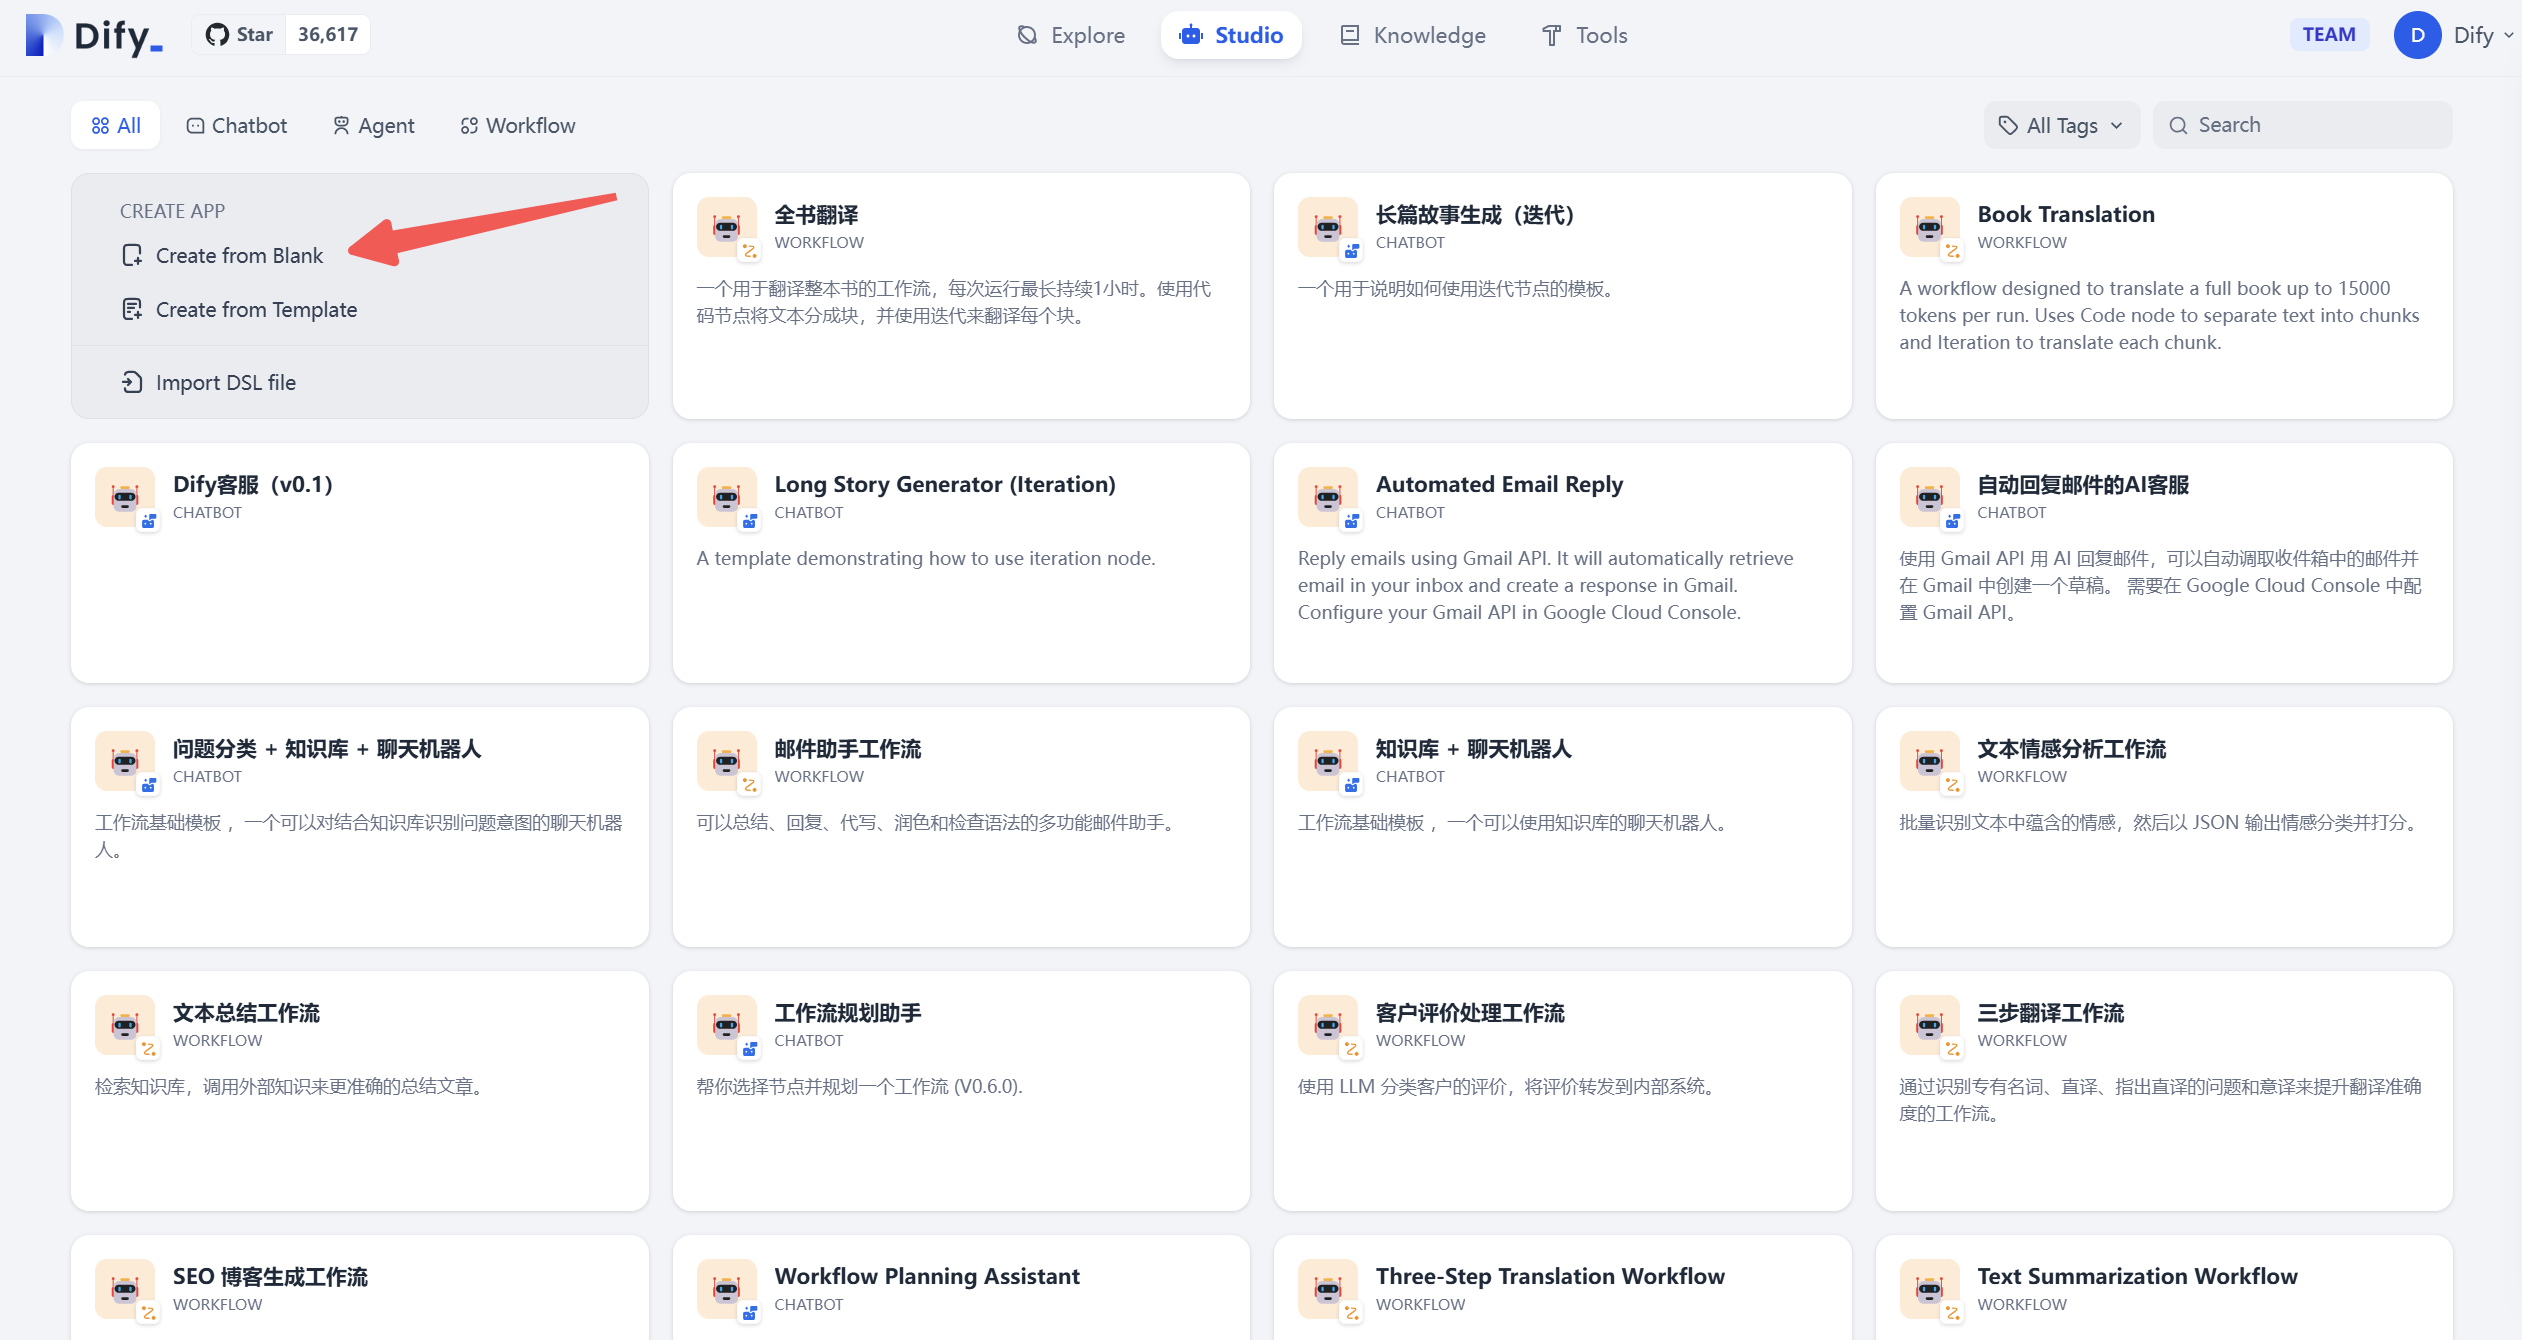 Dify_
Star 36,617
Explore
Studio
Knowledge
Tools
TEAM
D
Dify
All
Chatbot
Agent
Workflow
All Tags
Search
CREATE APP
Create from Blank
Create from Template
Import DSL file
全书翻译
WORKFLOW
一个用于翻译整本书的工作流，每次运行最长持续1小时。使用代
码节点将文本分成块，并使用迭代来翻译每个块。
长篇故事生成（迭代）
CHATBOT
一个用于说明如何使用迭代节点的模板。
Book Translation
WORKFLOW
A workflow designed to translate a full book up to 15000
tokens per run. Uses Code node to separate text into chunks
and Iteration to translate each chunk.
Dify客服（v0.1）
CHATBOT
Long Story Generator (Iteration)
CHATBOT
A template demonstrating how to use iteration node.
Automated Email Reply
CHATBOT
Reply emails using Gmail API. It will automatically retrieve
email in your inbox and create a response in Gmail.
Configure your Gmail API in Google Cloud Console.
自动回复邮件的AI客服
CHATBOT
使用 Gmail API 用 AI 回复邮件，可以自动调取收件箱中的邮件并
在 Gmail 中创建一个草稿。 需要在 Google Cloud Console 中配
置 Gmail API。
问题分类 + 知识库 + 聊天机器人
CHATBOT
工作流基础模板 ，一个可以对结合知识库识别问题意图的聊天机器
人。
邮件助手工作流
WORKFLOW
可以总结、回复、代写、润色和检查语法的多功能邮件助手。
知识库 + 聊天机器人
CHATBOT
工作流基础模板 ，一个可以使用知识库的聊天机器人。
文本情感分析工作流
WORKFLOW
批量识别文本中蕴含的情感，然后以 JSON 输出情感分类并打分。
文本总结工作流
WORKFLOW
检索知识库，调用外部知识来更准确的总结文章。
工作流规划助手
CHATBOT
帮你选择节点并规划一个工作流 (V0.6.0).
客户评价处理工作流
WORKFLOW
使用 LLM 分类客户的评价，将评价转发到内部系统。
三步翻译工作流
WORKFLOW
通过识别专有名词、直译、指出直译的问题和意译来提升翻译准确
度的工作流。
SEO 博客生成工作流
WORKFLOW
Workflow Planning Assistant
CHATBOT
Three-Step Translation Workflow
WORKFLOW
Text Summarization Workflow
WORKFLOW